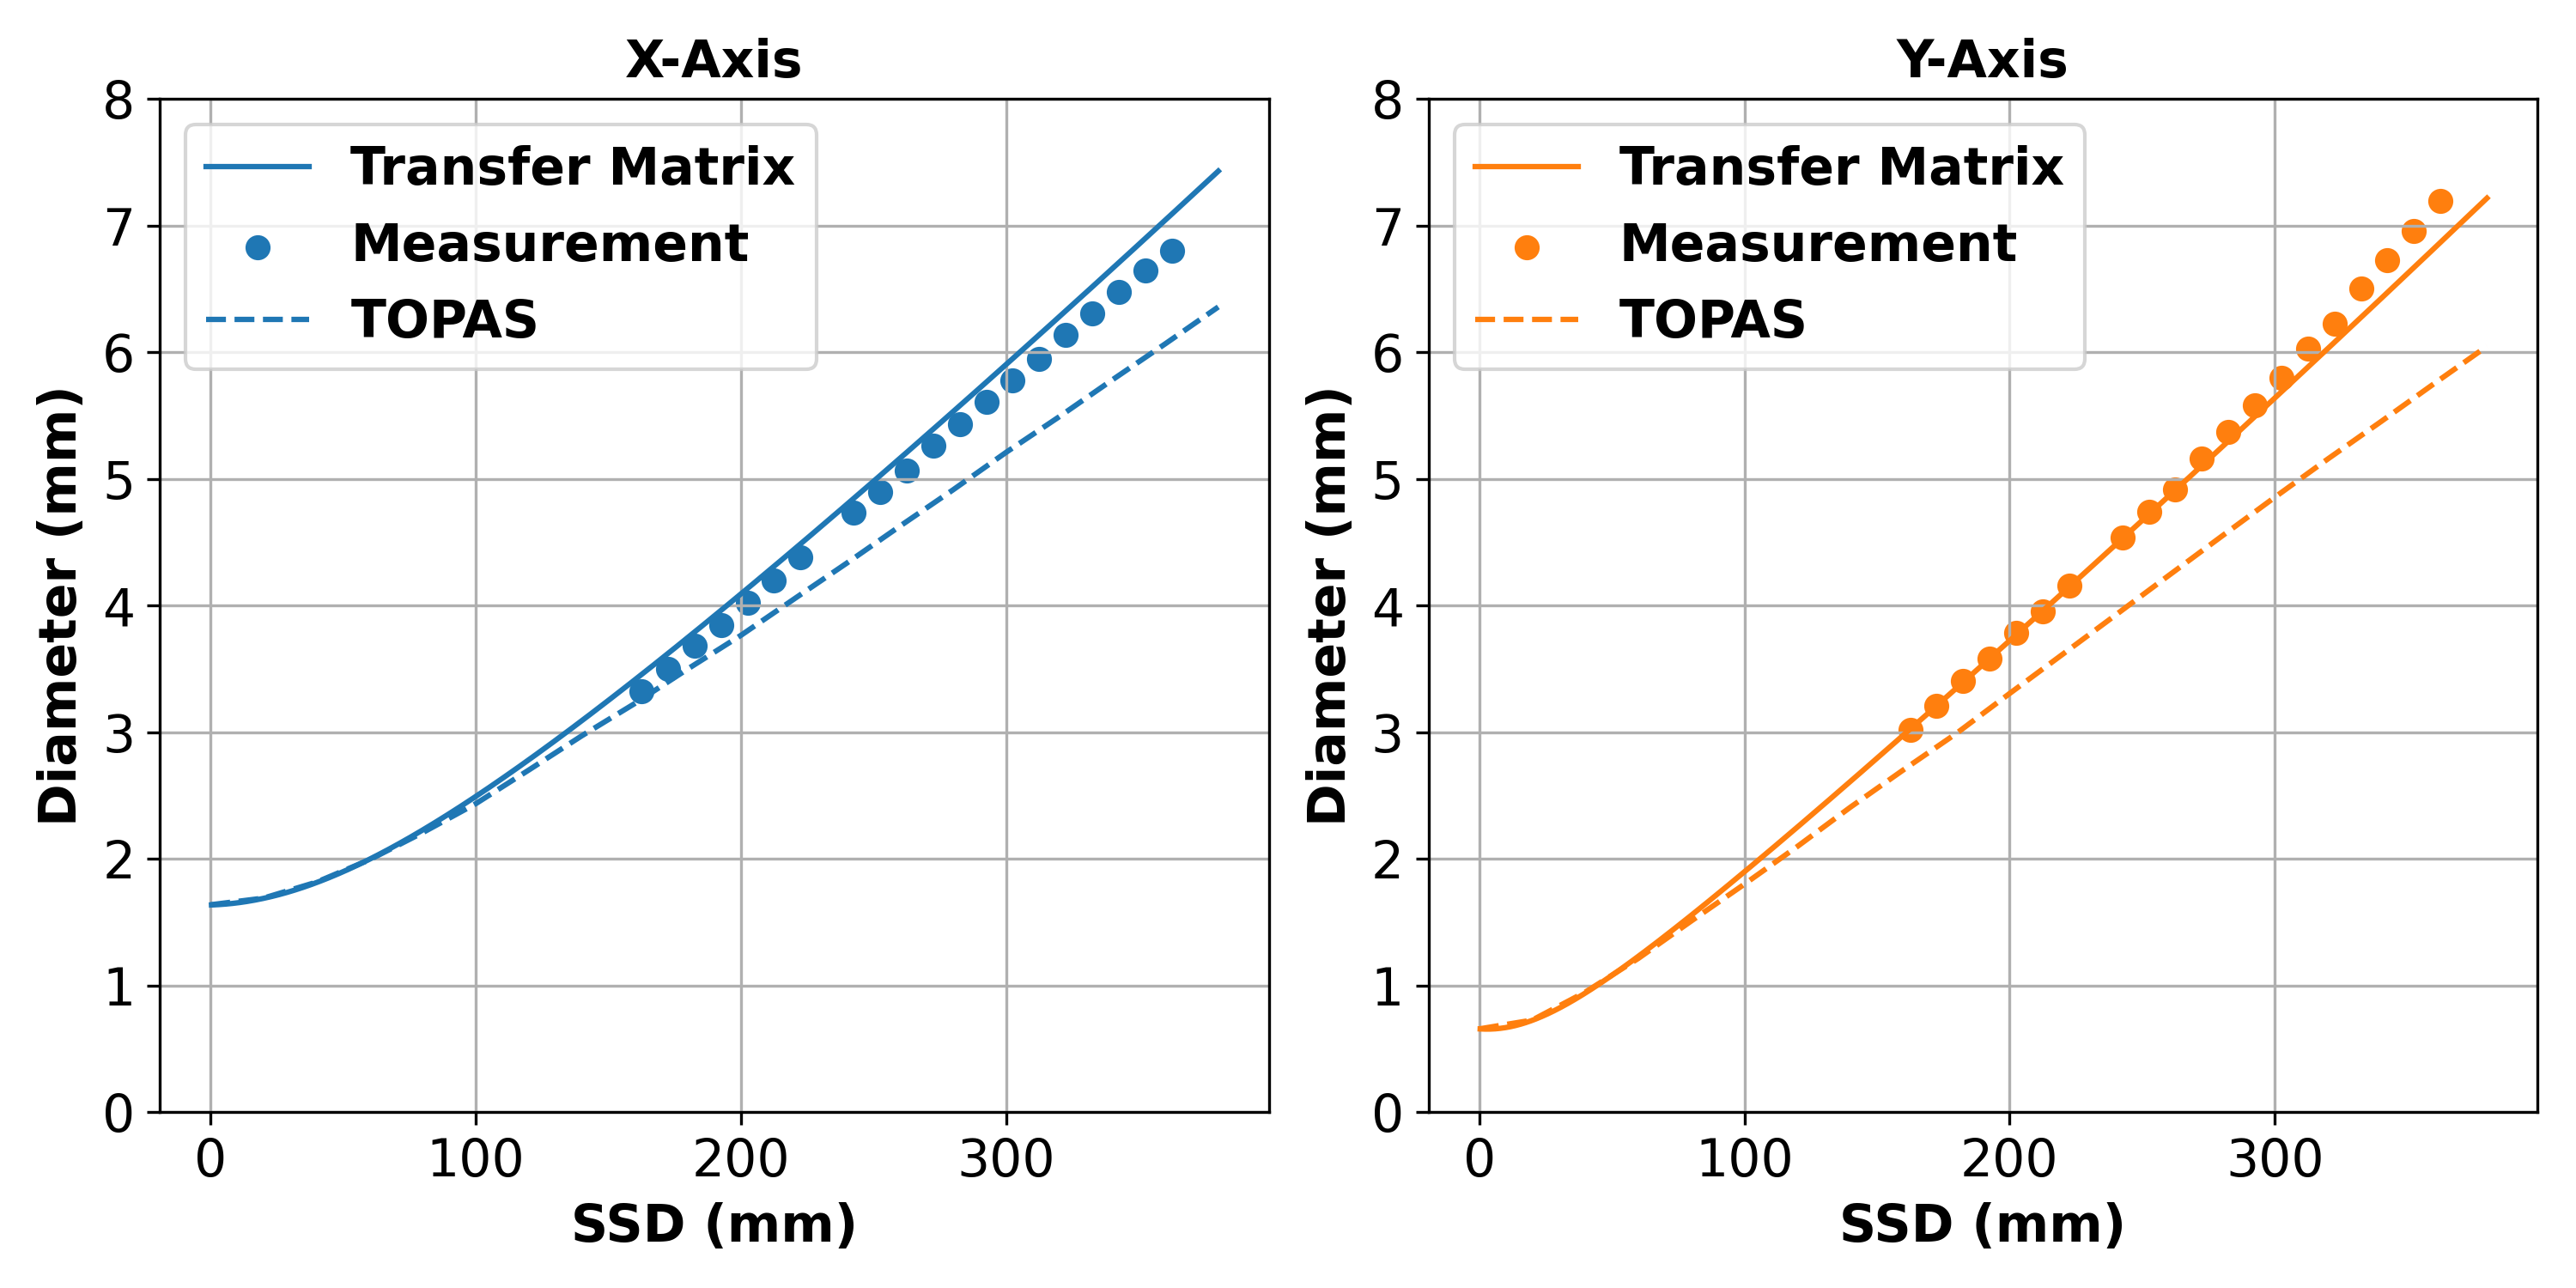 X-Axis
8
7
6
5
4
3
2
1
0
Diameter (mm)
Transfer Matrix
Measurement
TOPAS
0 100 200 300
SSD (mm)
Y-Axis
8
7
6
5
4
3
2
1
0
Diameter (mm)
Transfer Matrix
Measurement
TOPAS
0 100 200 300
SSD (mm)